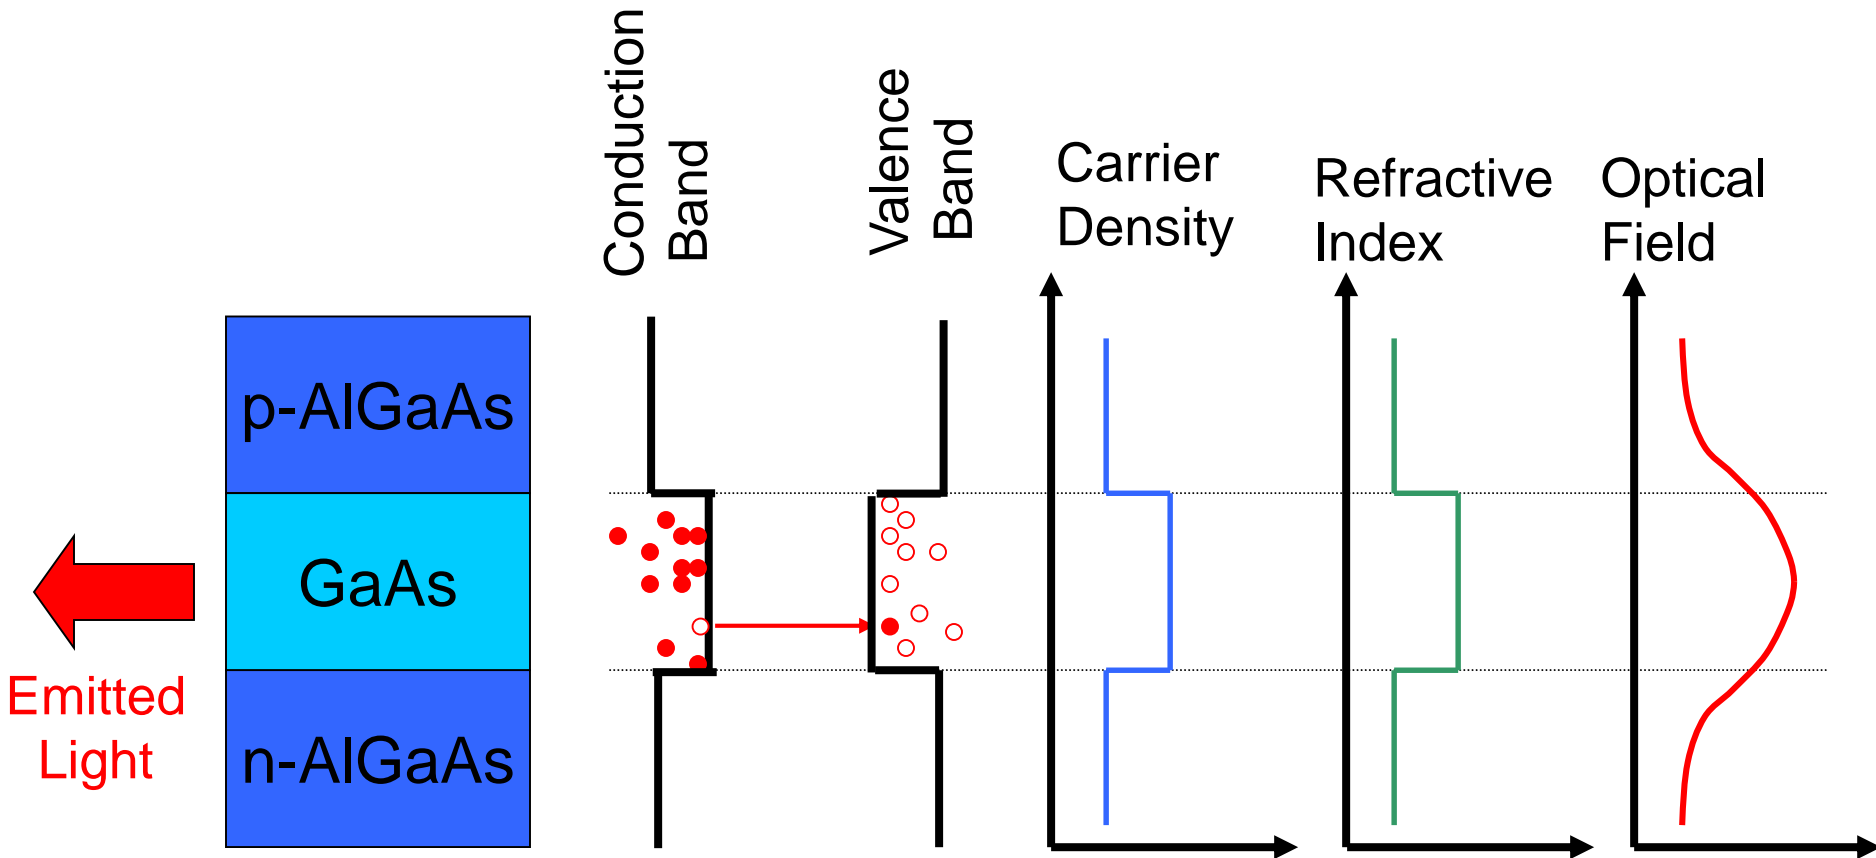 Conduction
Band
Valence
Band
Carrier
Density
Refractive
Index
Optical
Field
p-AlGaAs
GaAs
n-AlGaAs
Emitted
Light